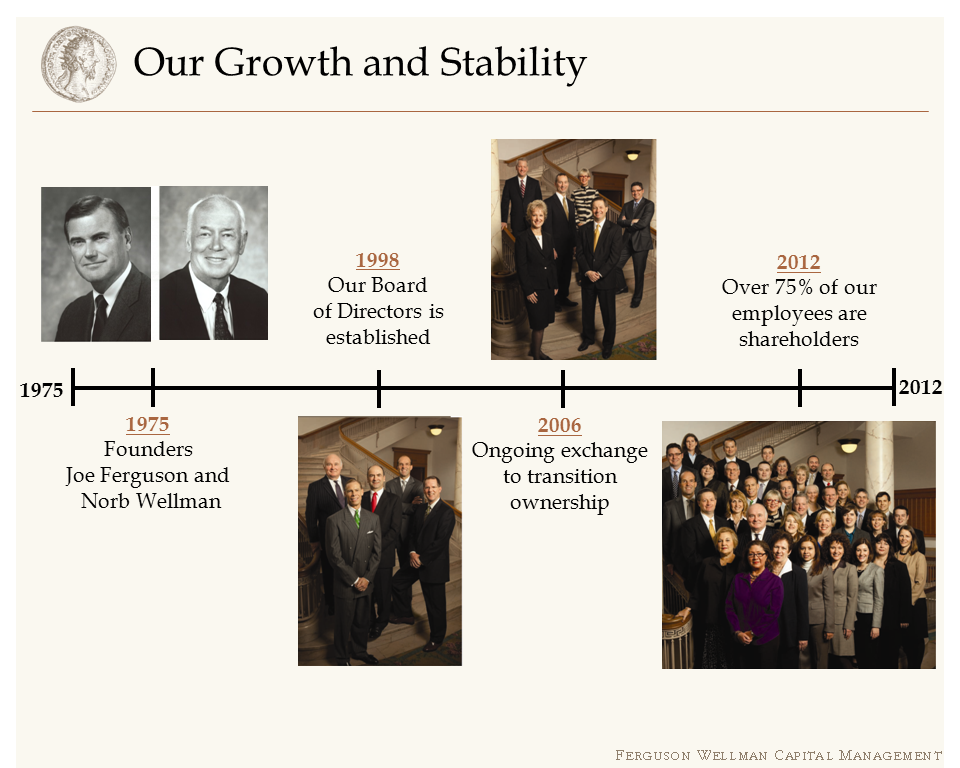 Our Growth and Stability
1998
Our Board
of Directors is
established
2012
Over 75% of our
employees are
shareholders
1975
2012
1975
Founders
Joe Ferguson and
Norb Wellman
2006
Ongoing exchange
to transition
ownership
FERGUSON WELLMAN CAPITAL MANAGEMENT